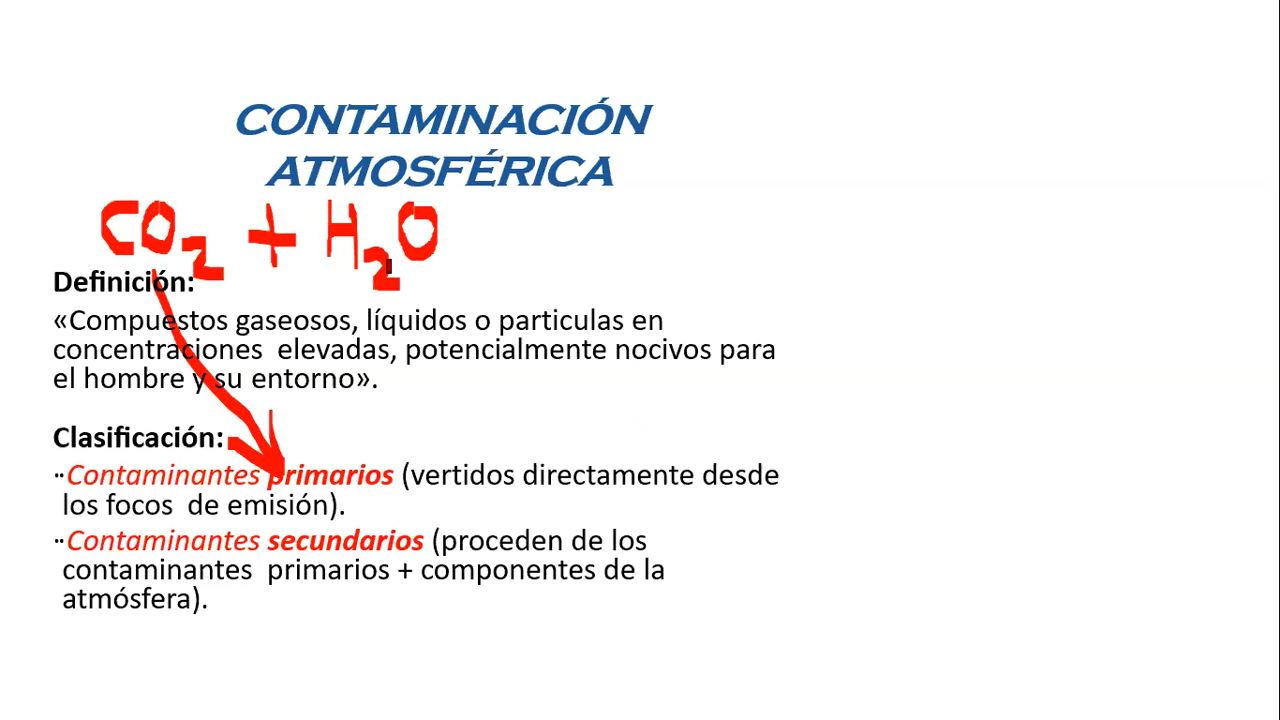 CONTAMINACIÓN
ATMOSFÉRICA
CO2 + H2O
Definición:
«Compuestos gaseosos, líquidos o particulas en
concentraciones elevadas, potencialmente nocivos para
el hombre y su entorno».
Clasificación:
··Contaminantes primarios (vertidos directamente desde
los focos de emisión).
··Contaminantes secundarios (proceden de los
contaminantes primarios + componentes de la
atmósfera).